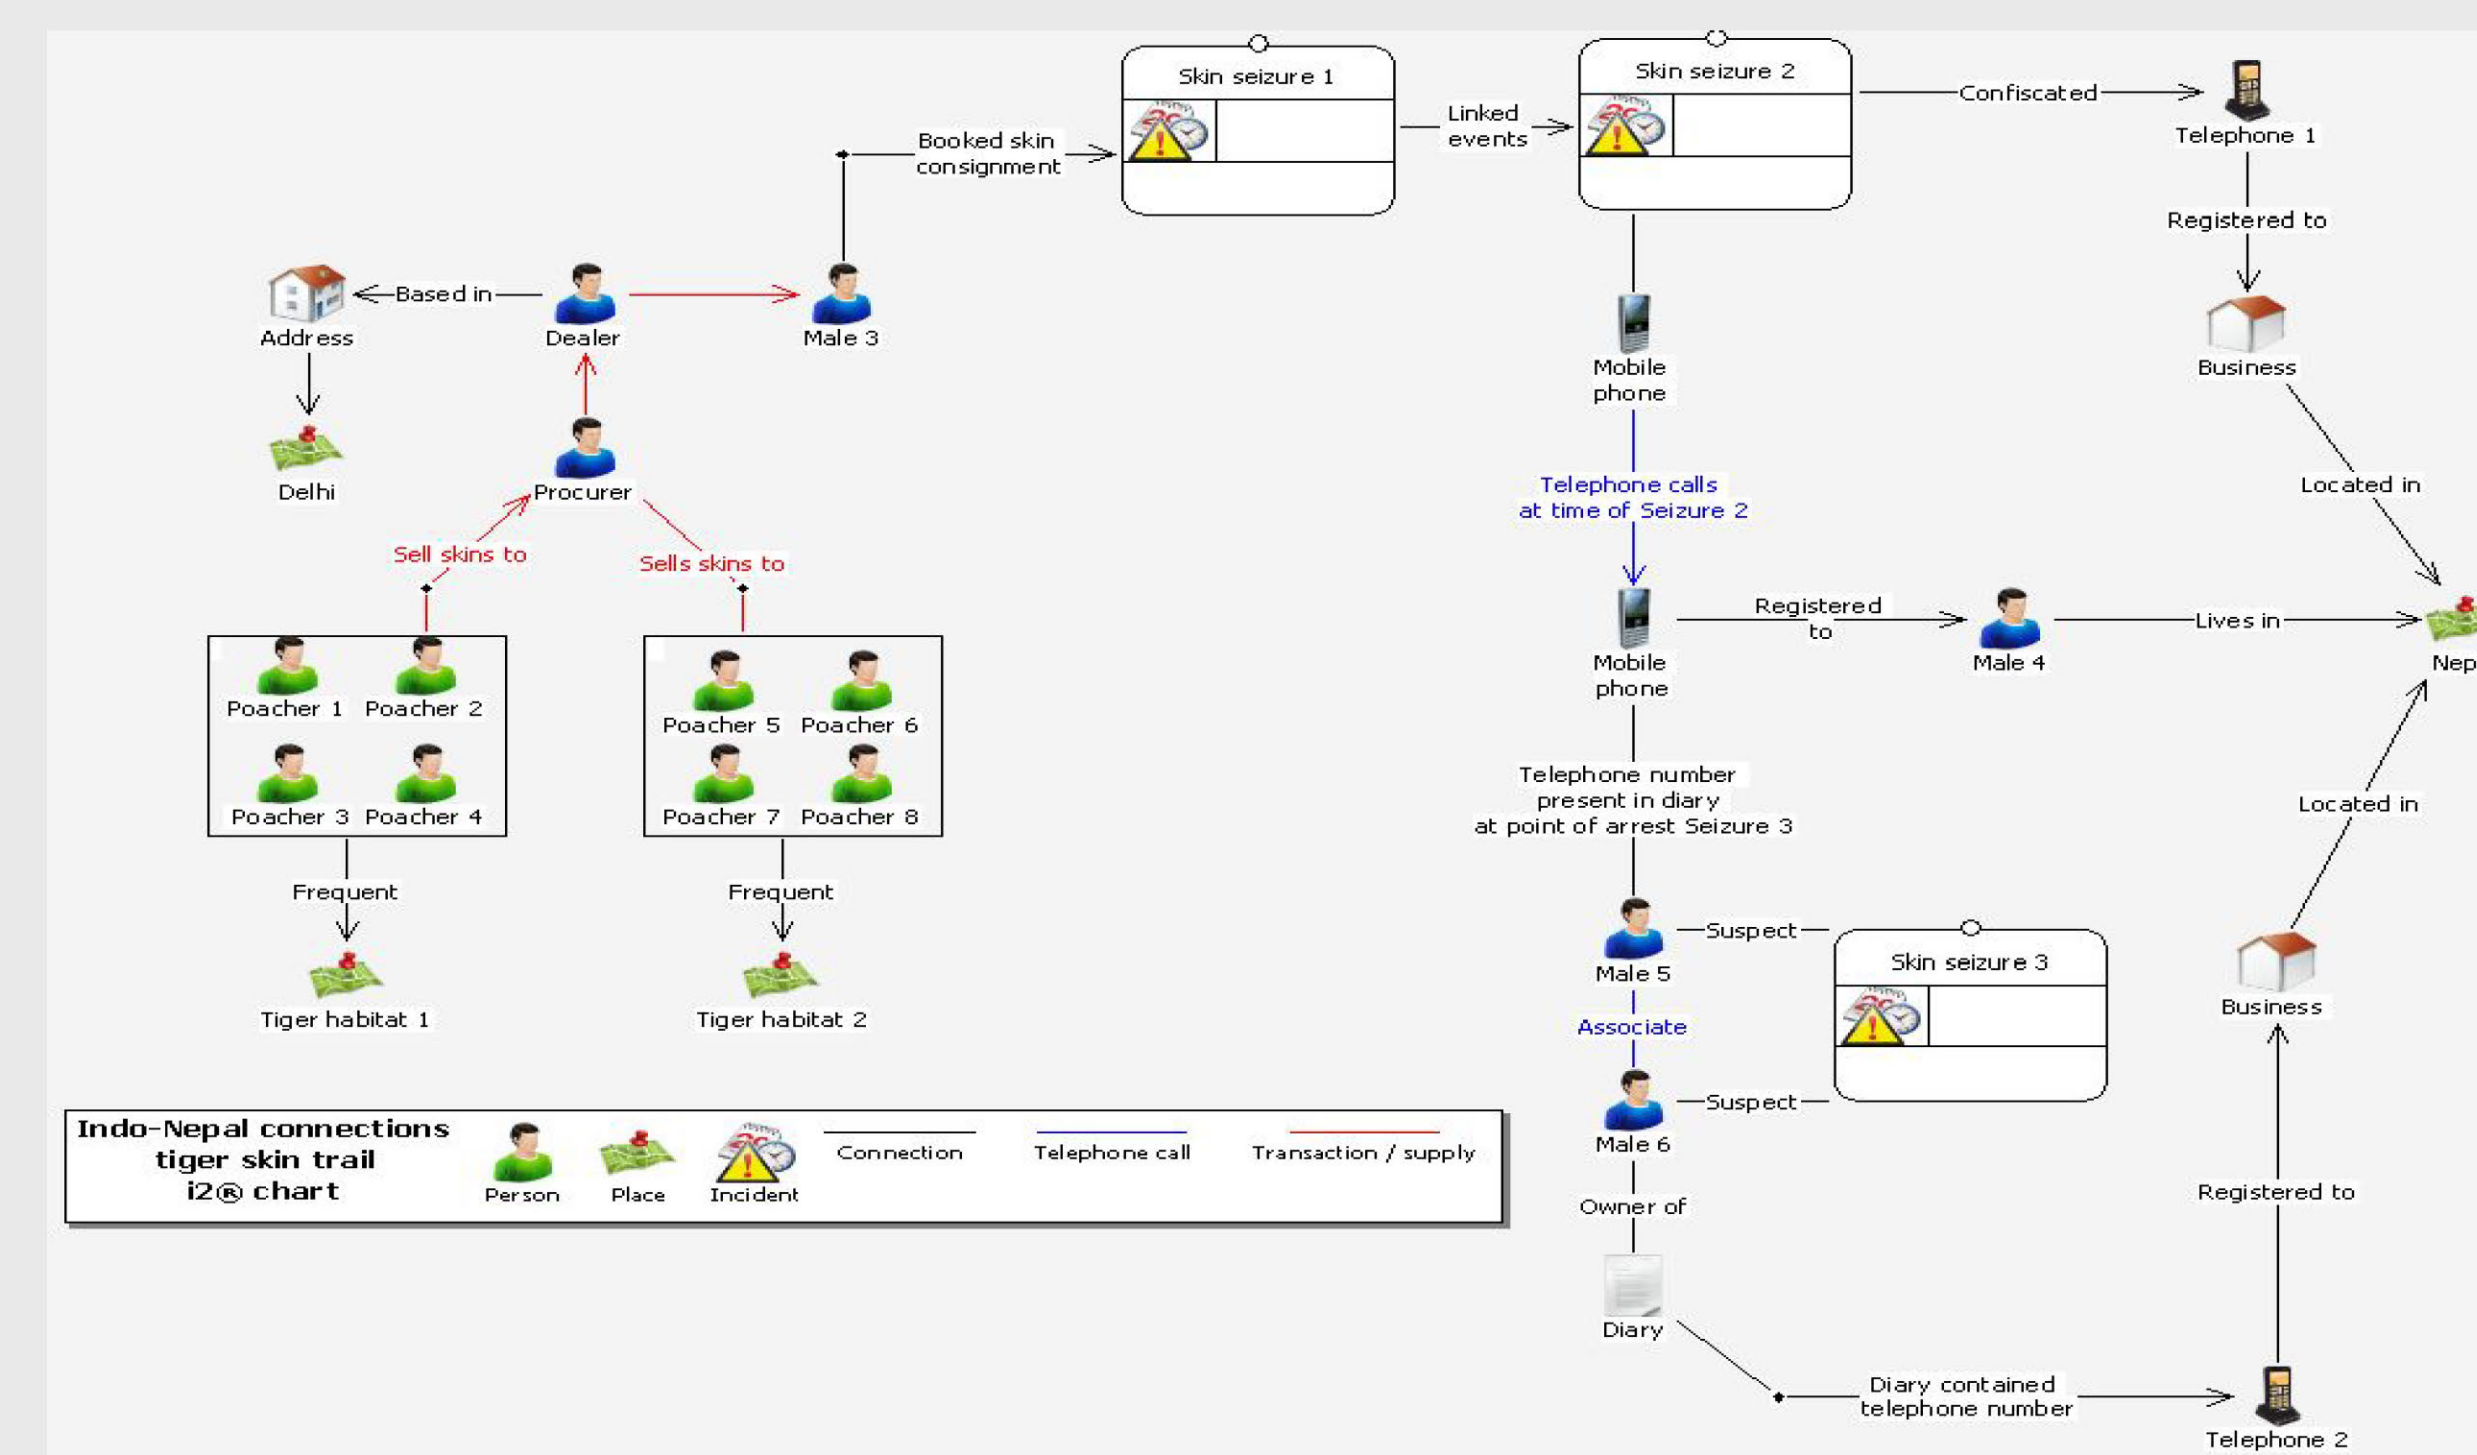 Skin seizure 1
Skin seizure 2
Confiscated
Telephone 1
Linked
events
Booked skin
consignment
Registered to
Based in
Address
Dealer
Male 3
Mobile
phone
Business
Delhi
Procurer
Telephone calls
at time of Seizure 2
Located in
Sell skins to
Sells skins to
Registered
to
Lives in
Mobile
phone
Male 4
Nep
Poacher 1 Poacher 2
Poacher 3 Poacher 4
Poacher 5 Poacher 6
Poacher 7 Poacher 8
Telephone number
present in diary
at point of arrest Seizure 3
Located in
Frequent
Frequent
Suspect
Skin seizure 3
Male 5
Business
Tiger habitat 1
Tiger habitat 2
Associate
Suspect
Male 6
Indo-Nepal connections
tiger skin trail
i2® chart
Person
Place
Incident
Connection
Telephone call
Transaction / supply
Owner of
Registered to
Diary
Diary contained
telephone number
Telephone 2